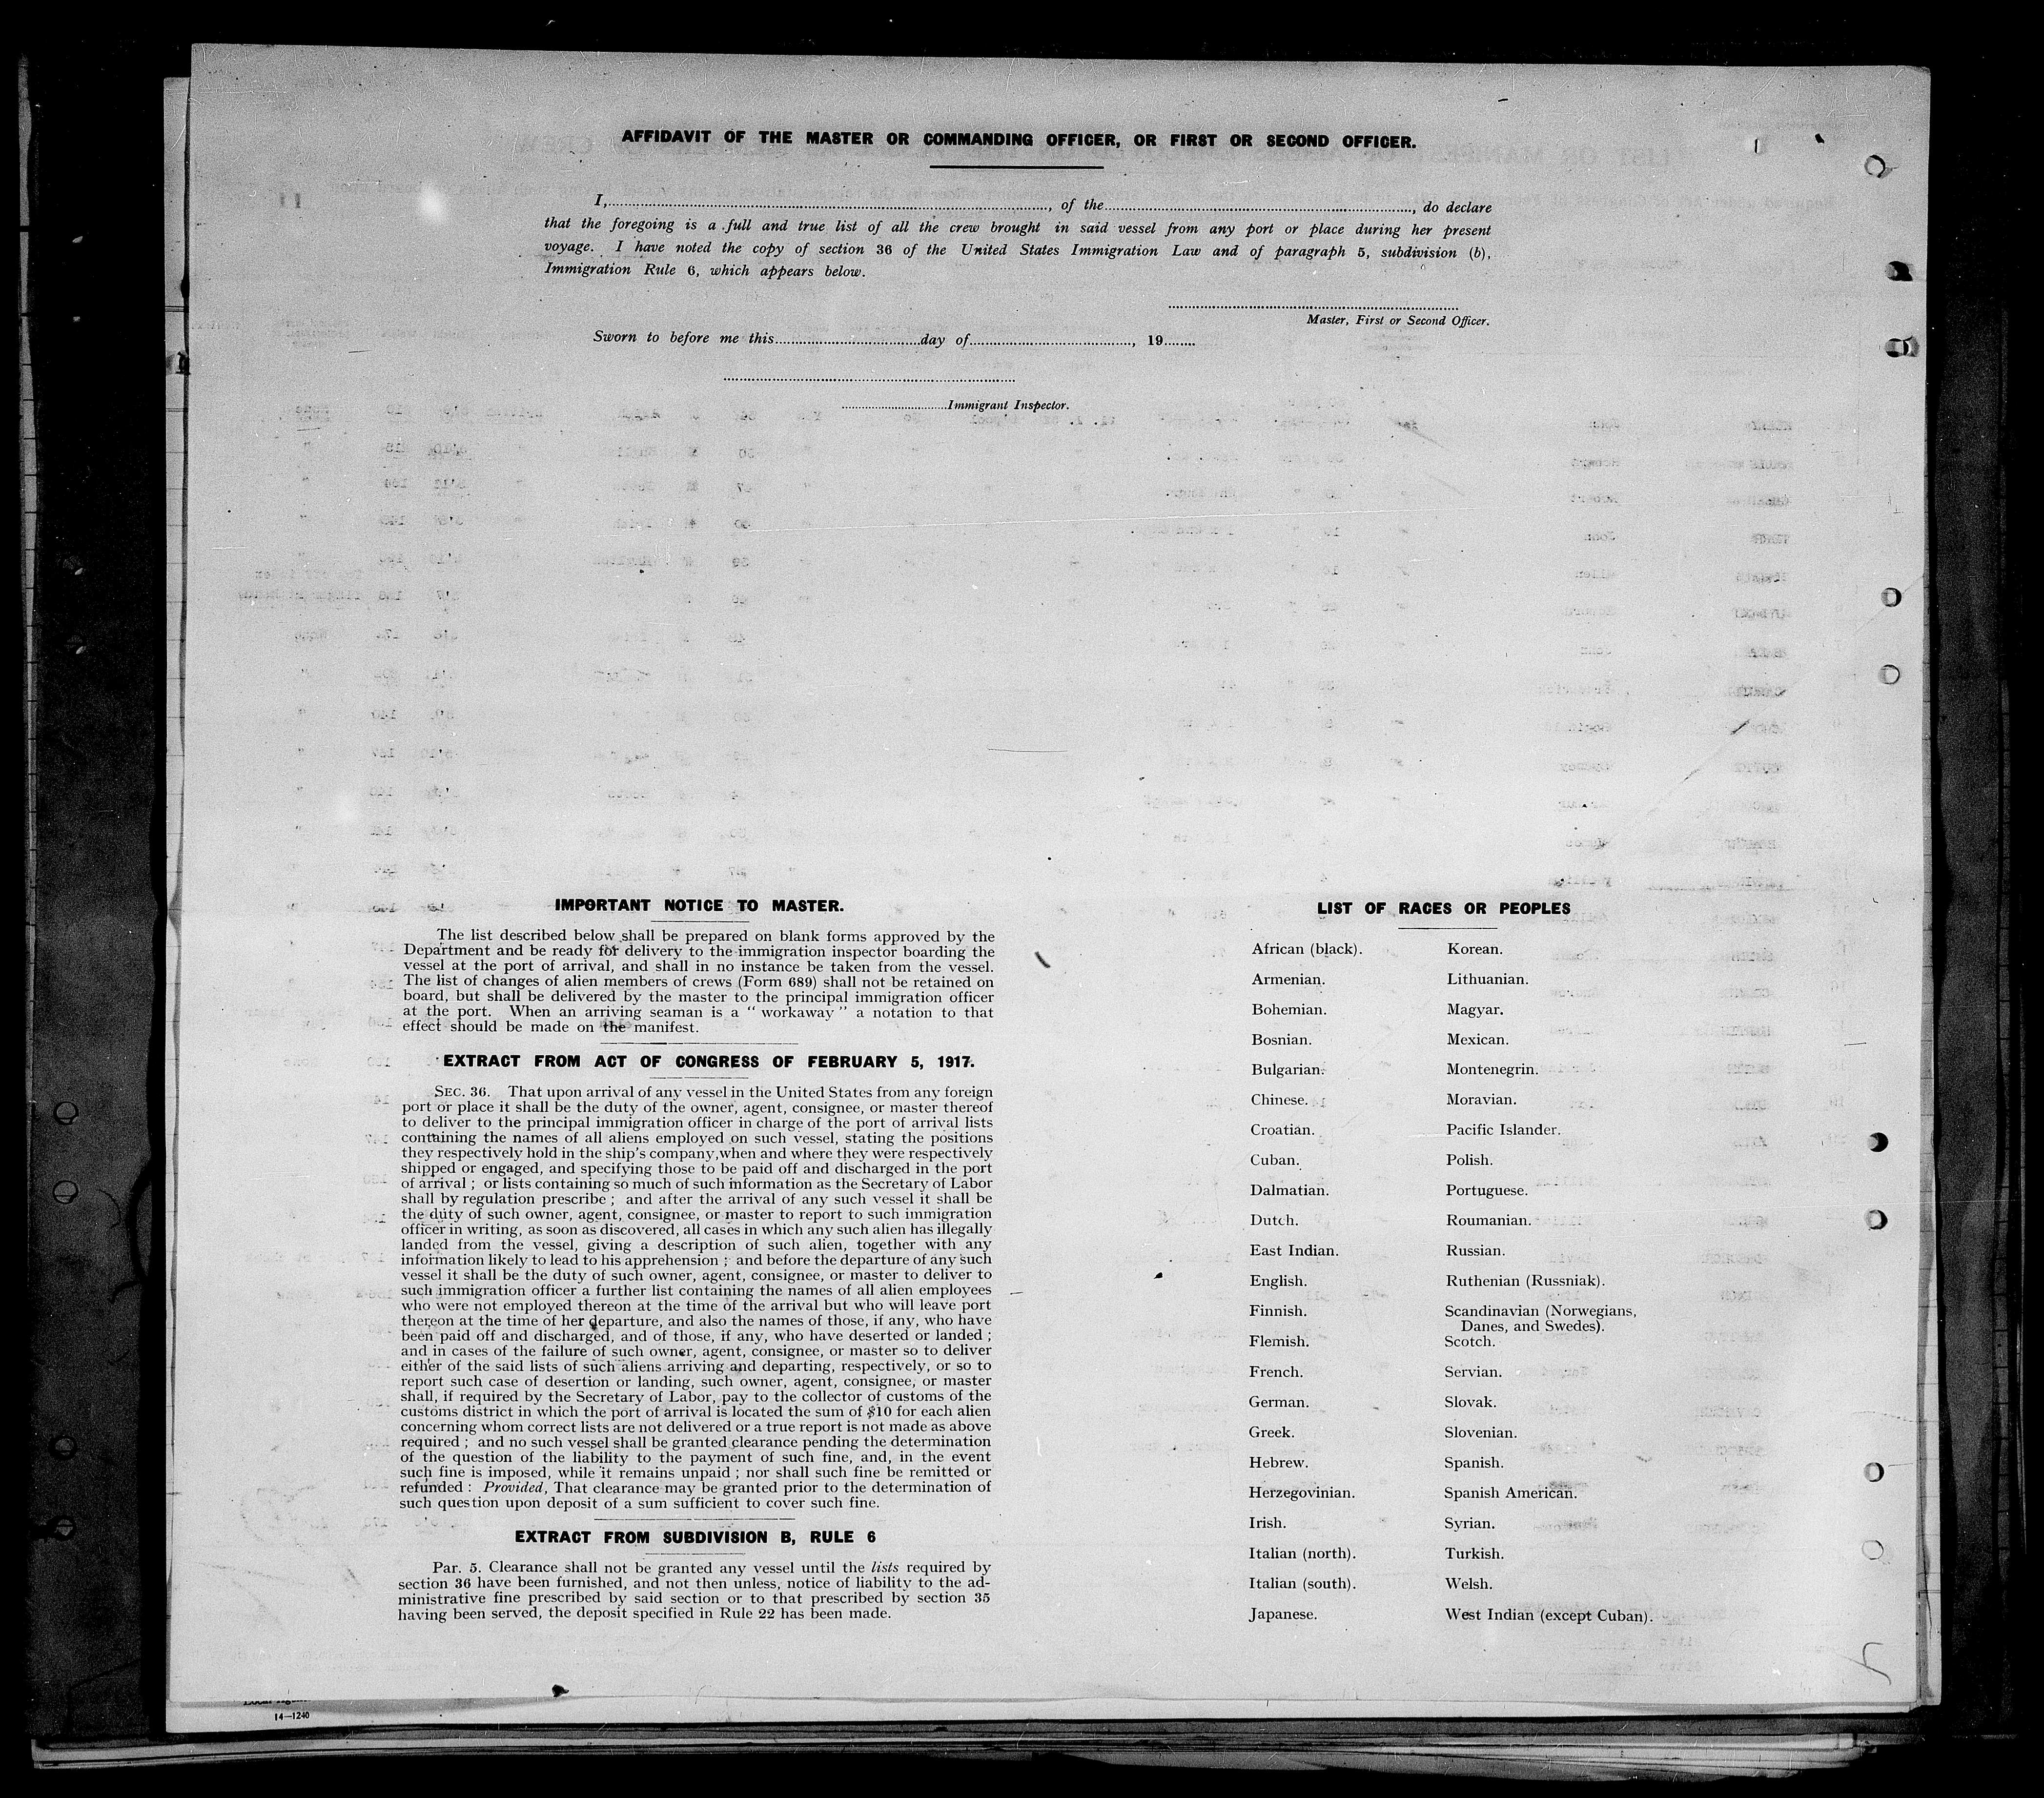 AFFIDAVIT OF THE MASTER OR COMMANDING OFFICER, OR FIRST OR SECOND OFFICER.
I,........................, of the........................, do declare
that the foregoing is a full and true list of all the crew brought in said vessel from any port or place during her present
voyage. I have noted the copy of section 36 of the United States Immigration Law and of paragraph 5, subdivision (b),
Immigration Rule 6, which appears below.
Master, First or Second Officer.
Sworn to before me this........................day of........................, 19........
........................Immigrant Inspector.
IMPORTANT NOTICE TO MASTER.
The list described below shall be prepared on blank forms approved by the
Department and be ready for delivery to the immigration inspector boarding the
vessel at the port of arrival, and shall in no instance be taken from the vessel.
The list of changes of alien members of crews (Form 689) shall not be retained on
board, but shall be delivered by the master to the principal immigration officer
at the port. When an arriving seaman is a " workaway " a notation to that
effect should be made on the manifest.
EXTRACT FROM ACT OF CONGRESS OF FEBRUARY 5, 1917.
SEC. 36. That upon arrival of any vessel in the United States from any foreign
port or place it shall be the duty of the owner, agent, consignee, or master thereof
to deliver to the principal immigration officer in charge of the port of arrival lists
containing the names of all aliens employed on such vessel, stating the positions
they respectively hold in the ship's company,when and where they were respectively
shipped or engaged, and specifying those to be paid off and discharged in the port
of arrival ; or lists containing so much of such information as the Secretary of Labor
shall by regulation prescribe ; and after the arrival of any such vessel it shall be
the duty of such owner, agent, consignee, or master to report to such immigration
officer in writing, as soon as discovered, all cases in which any such alien has illegally
landed from the vessel, giving a description of such alien, together with any
information likely to lead to his apprehension ; and before the departure of any such
vessel it shall be the duty of such owner, agent, consignee, or master to deliver to
such immigration officer a further list containing the names of all alien employees
who were not employed thereon at the time of the arrival but who will leave port
thereon at the time of her departure, and also the names of those, if any, who have
been paid off and discharged, and of those, if any, who have deserted or landed ;
and in cases of the failure of such owner, agent, consignee, or master so to deliver
either of the said lists of such aliens arriving and departing, respectively, or so to
report such case of desertion or landing, such owner, agent, consignee, or master
shall, if required by the Secretary of Labor, pay to the collector of customs of the
customs district in which the port of arrival is located the sum of $10 for each alien
concerning whom correct lists are not delivered or a true report is not made as above
required ; and no such vessel shall be granted clearance pending the determination
of the question of the liability to the payment of such fine, and, in the event
such fine is imposed, while it remains unpaid ; nor shall such fine be remitted or
refunded : Provided, That clearance may be granted prior to the determination of
such question upon deposit of a sum sufficient to cover such fine.
EXTRACT FROM SUBDIVISION B, RULE 6
Par. 5. Clearance shall not be granted any vessel until the lists required by
section 36 have been furnished, and not then unless, notice of liability to the ad-
ministrative fine prescribed by said section or to that prescribed by section 35
having been served, the deposit specified in Rule 22 has been made.
LIST OF RACES OR PEOPLES
African (black).
Armenian.
Bohemian.
Bosnian.
Bulgarian.
Chinese.
Croatian.
Cuban.
Dalmatian.
Dutch.
East Indian.
English.
Finnish.
Flemish.
French.
German.
Greek.
Hebrew.
Herzegovinian.
Irish.
Italian (north).
Italian (south).
Japanese.
Korean.
Lithuanian.
Magyar.
Mexican.
Montenegrin.
Moravian.
Pacific Islander.
Polish.
Portuguese.
Roumanian.
Russian.
Ruthenian (Russniak).
Scandinavian (Norwegians,
Danes, and Swedes).
Scotch.
Servian.
Slovak.
Slovenian.
Spanish.
Spanish American.
Syrian.
Turkish.
Welsh.
West Indian (except Cuban).
14—1240